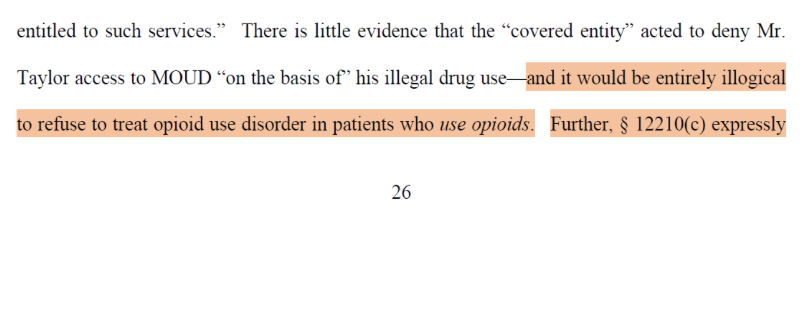 entitled to such services.” There is little evidence that the “covered entity” acted to deny Mr.
Taylor access to MOUD “on the basis of” his illegal drug use—and it would be entirely illogical
to refuse to treat opioid use disorder in patients who use opioids. Further, § 12210(c) expressly
26